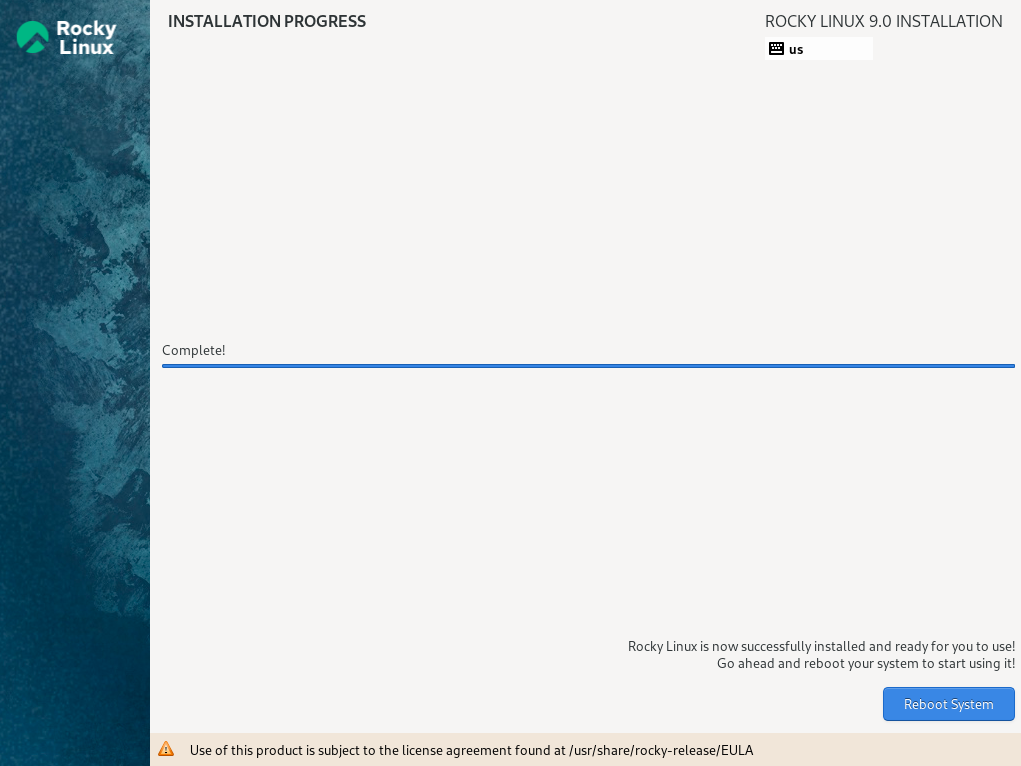 Rocky
Linux
INSTALLATION PROGRESS
ROCKY LINUX 9.0 INSTALLATION
us
Complete!
Rocky Linux is now successfully installed and ready for you to use!
Go ahead and reboot your system to start using it!
Reboot System
Use of this product is subject to the license agreement found at /usr/share/rocky-release/EULA